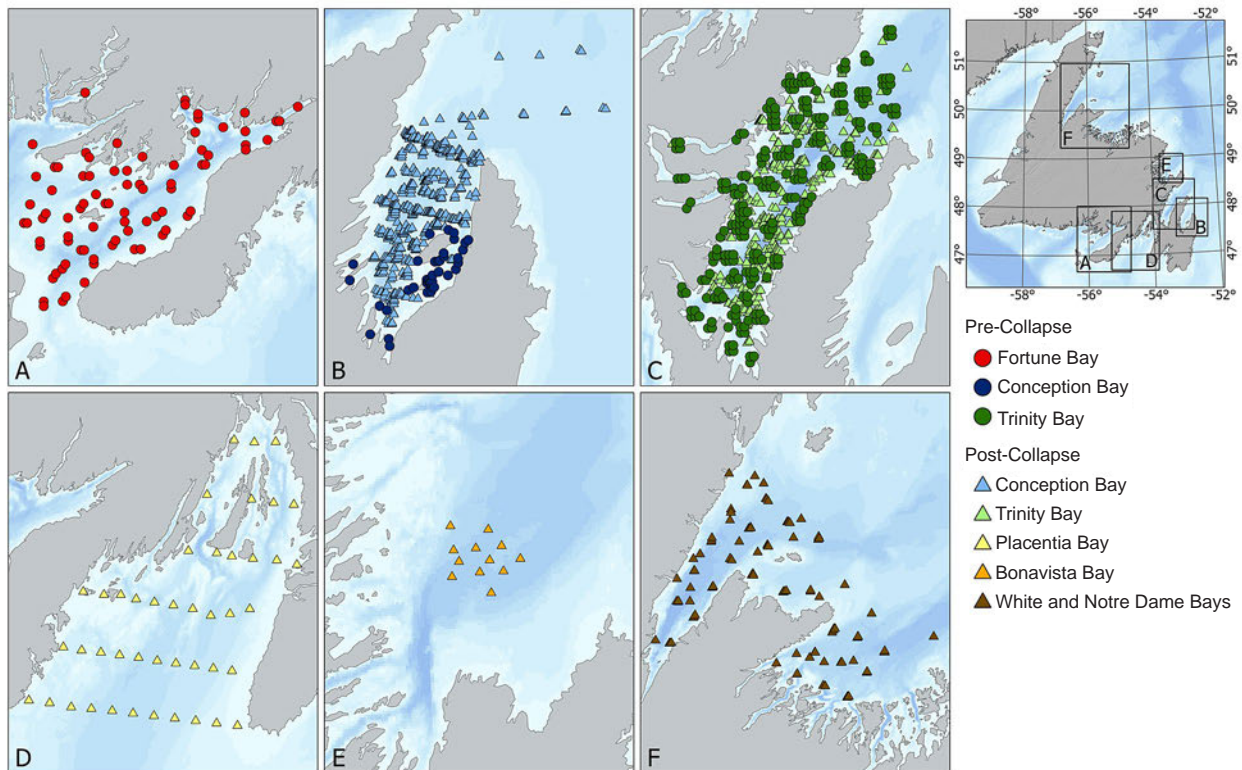 A
B
C
D
E
F
-58°
-56°
-54°
-52°
51°
50°
49°
48°
47°
51°
50°
49°
48°
47°
F
E
C
B
A
D
-58°
-56°
-54°
-52°
Pre-Collapse
Fortune Bay
Conception Bay
Trinity Bay
Post-Collapse
Conception Bay
Trinity Bay
Placentia Bay
Bonavista Bay
White and Notre Dame Bays